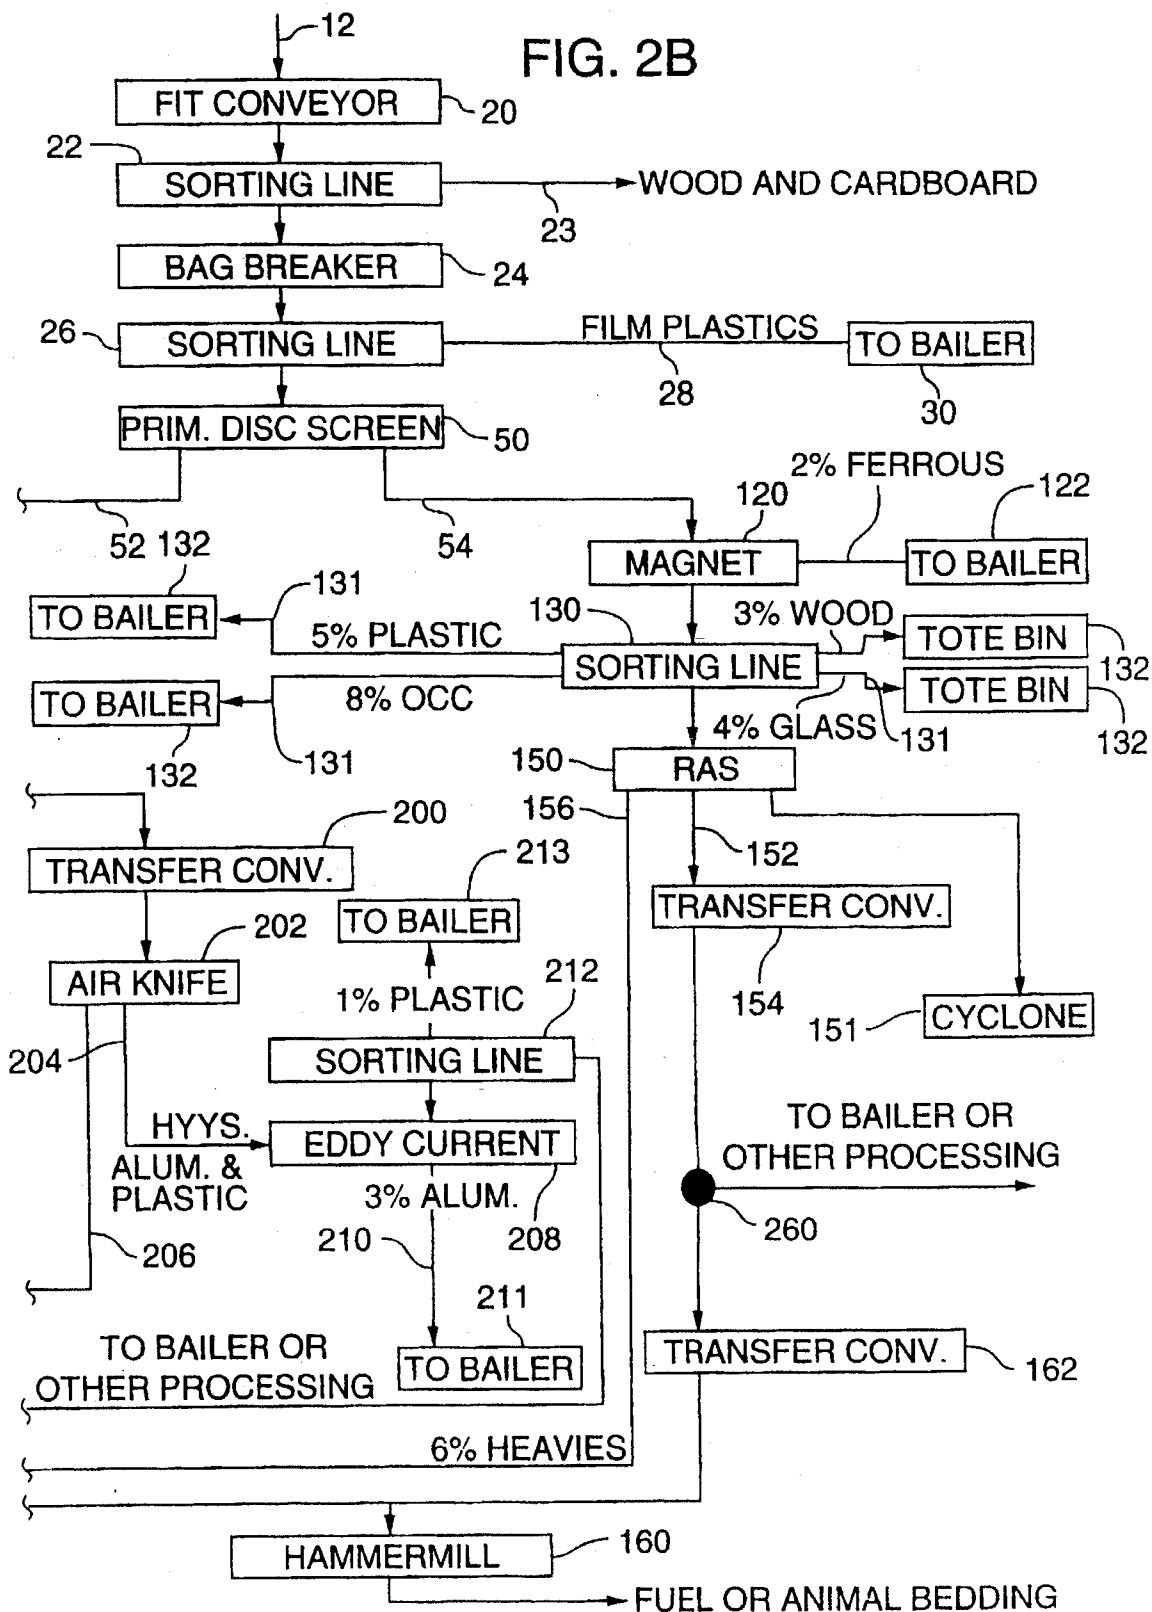 12
FIG. 2B
FIT CONVEYOR
20
22
SORTING LINE
WOOD AND CARDBOARD
23
BAG BREAKER
24
26
SORTING LINE
FILM PLASTICS
TO BAILER
28
30
PRIM. DISC SCREEN
50
2% FERROUS
52
132
54
120
122
MAGNET
TO BAILER
131
130
3% WOOD
TO BAILER
5% PLASTIC
SORTING LINE
TOTE BIN
132
TO BAILER
8% OCC
TOTE BIN
4% GLASS
131
132
132
131
150
RAS
156
200
152
TRANSFER CONV.
213
TO BAILER
TRANSFER CONV.
202
AIR KNIFE
212
154
1% PLASTIC
151
CYCLONE
204
SORTING LINE
HYYS.
ALUM. &
PLASTIC
EDDY CURRENT
TO BAILER OR
OTHER PROCESSING
3% ALUM.
208
260
206
210
211
TO BAILER OR
OTHER PROCESSING
TO BAILER
TRANSFER CONV.
162
6% HEAVIES
HAMMERMILL
160
FUEL OR ANIMAL BEDDING